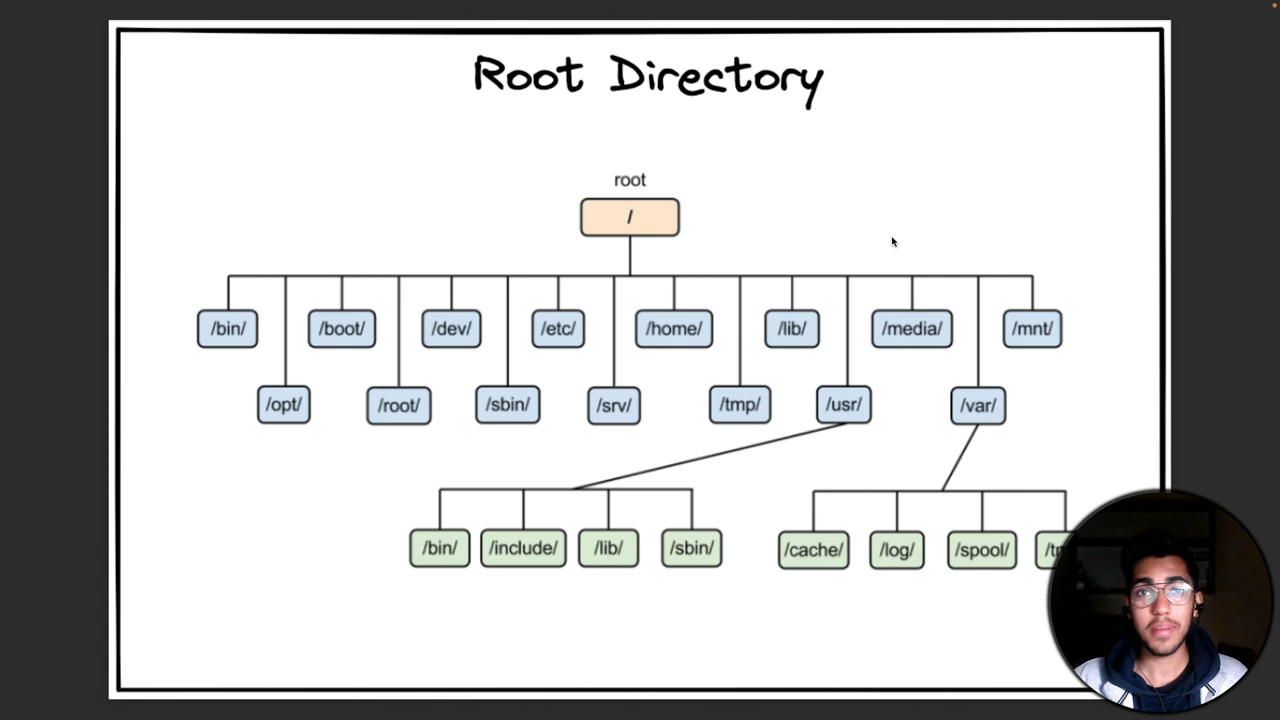 Root Directory
root
/
/bin/ /boot/ /dev/ /etc/ /home/ /lib/ /media/ /mnt/
/opt/ /root/ /sbin/ /srv/ /tmp/ /usr/ /var/
/bin/ /include/ /lib/ /sbin/ /cache/ /log/ /spool/